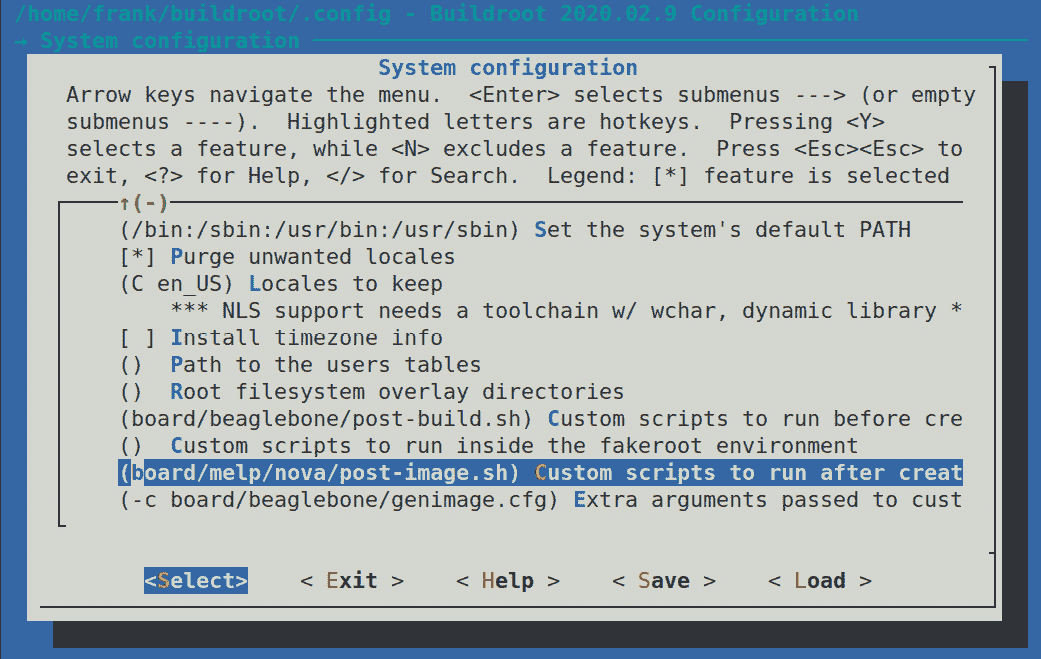 /home/frank/buildroot/.config - Buildroot 2020.02.9 Configuration
→ System configuration
System configuration
Arrow keys navigate the menu.  <Enter> selects submenus ---> (or empty
submenus ----).  Highlighted letters are hotkeys.  Pressing <Y>
selects a feature, while <N> excludes a feature.  Press <Esc><Esc> to
exit, <?> for Help, </> for Search.  Legend: [*] feature is selected
↑(-)
(/bin:/sbin:/usr/bin:/usr/sbin) Set the system's default PATH
[*] Purge unwanted locales
(C en_US) Locales to keep
*** NLS support needs a toolchain w/ wchar, dynamic library *
[ ] Install timezone info
()  Path to the users tables
()  Root filesystem overlay directories
(board/beaglebone/post-build.sh) Custom scripts to run before cre
()  Custom scripts to run inside the fakeroot environment
(board/melp/nova/post-image.sh) Custom scripts to run after creat
(-c board/beaglebone/genimage.cfg) Extra arguments passed to cust
<Select>    < Exit >    < Help >    < Save >    < Load >